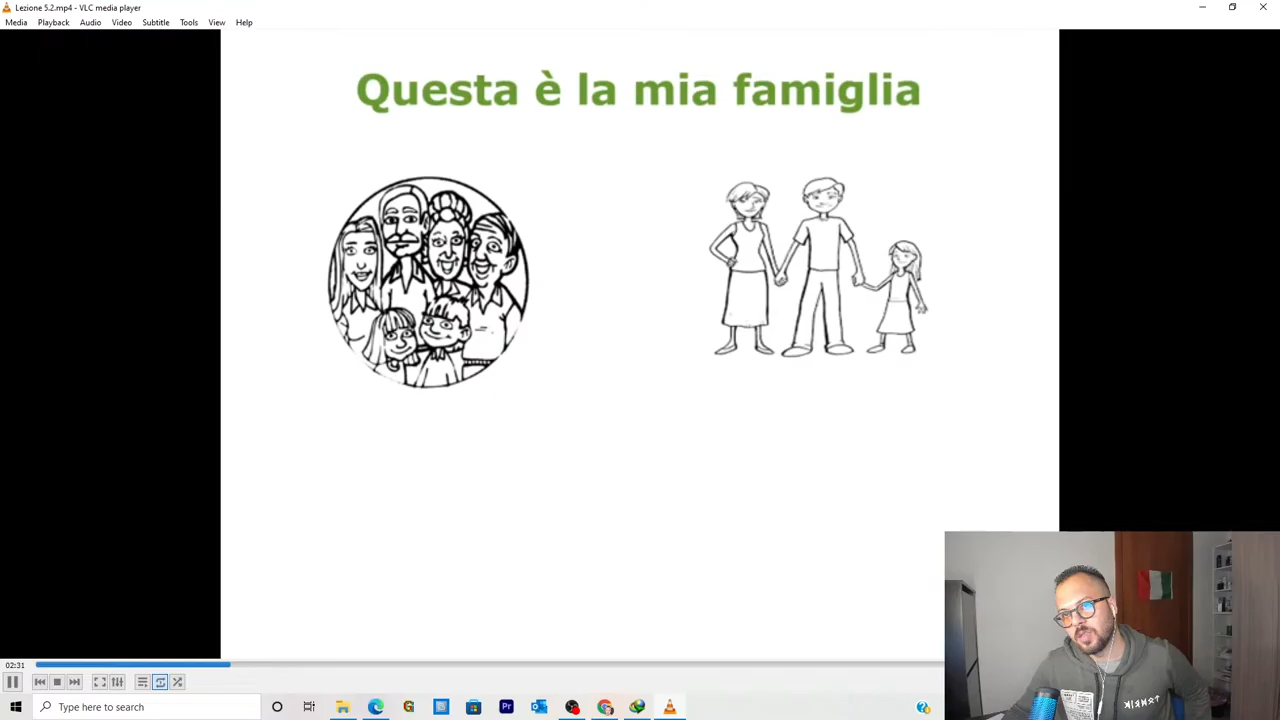 Lezione 5.2.mp4 - VLC media player
Media Playback Audio Video Subtitle Tools View Help
Questa è la mia famiglia
02:31
Type here to search
Pr